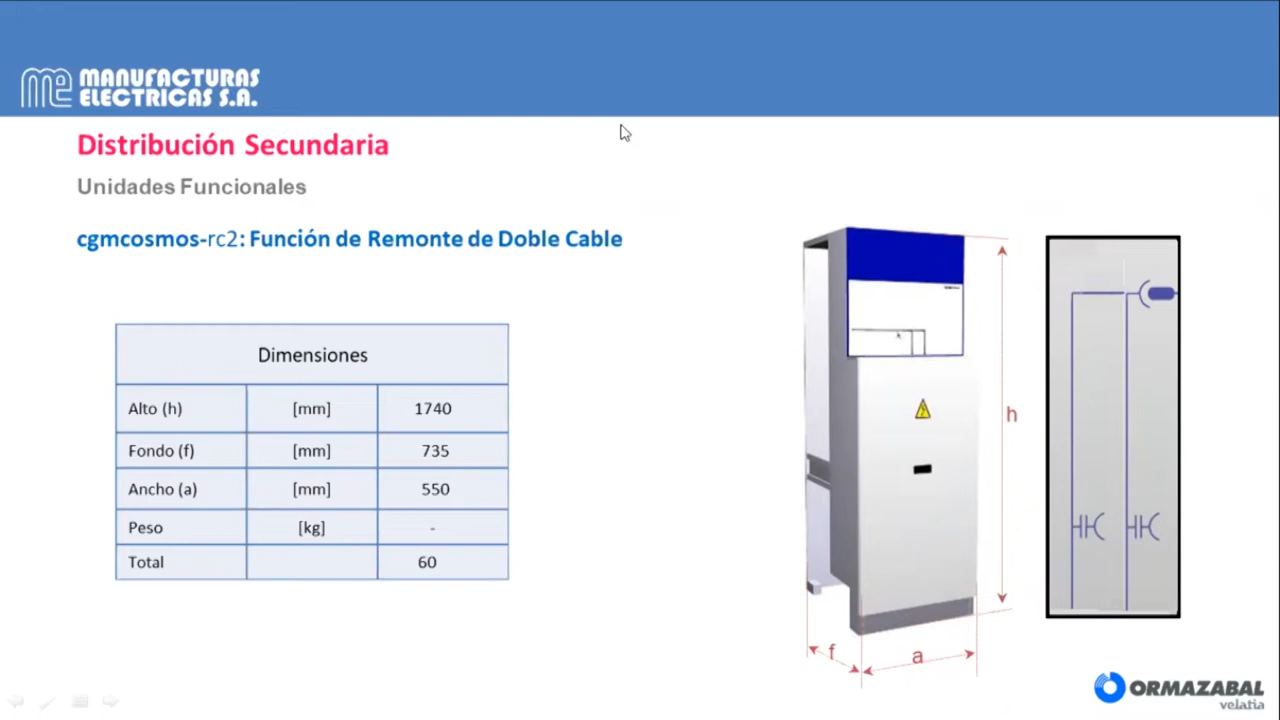 MANUFACTURAS
ELECTRICAS S.A.
Distribución Secundaria
Unidades Funcionales
cgmcosmos-rc2: Función de Remonte de Doble Cable
Dimensiones
Alto (h) [mm] 1740
Fondo (f) [mm] 735
Ancho (a) [mm] 550
Peso [kg] -
Total 60
h
f
a
ORMAZABAL
velatia